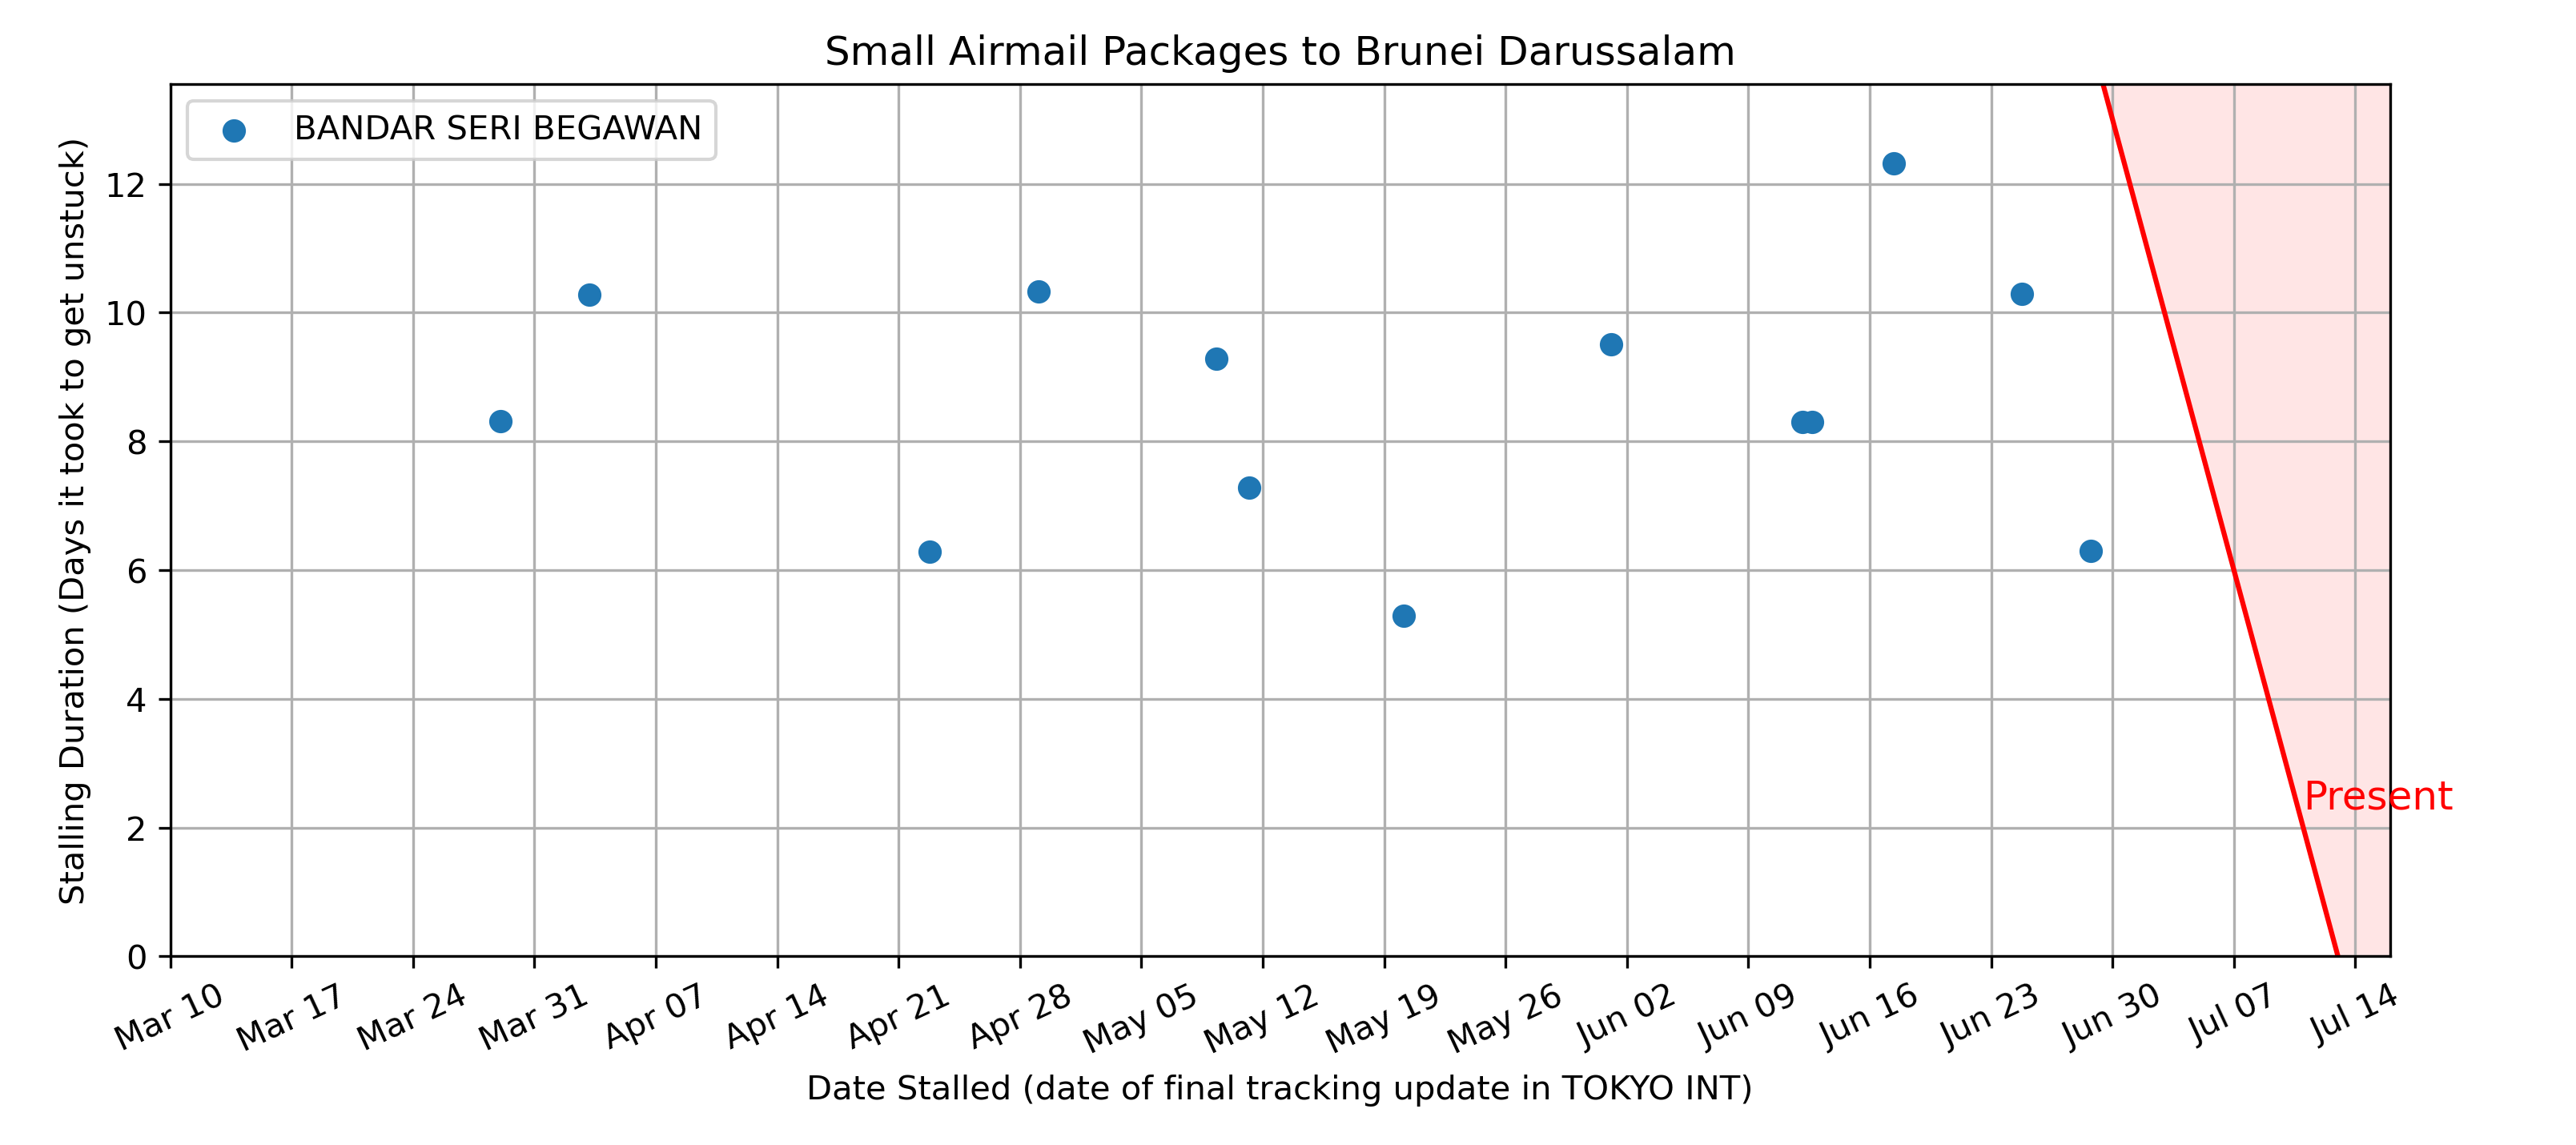 Small Airmail Packages to Brunei Darussalam
BANDAR SERI BEGAWAN
Stalling Duration (Days it took to get unstuck)
12
10
8
6
4
2
0
Present
Mar 10
Mar 17
Mar 24
Mar 31
Apr 07
Apr 14
Apr 21
Apr 28
May 05
May 12
May 19
May 26
Jun 02
Jun 09
Jun 16
Jun 23
Jun 30
Jul 07
Jul 14
Date Stalled (date of final tracking update in TOKYO INT)